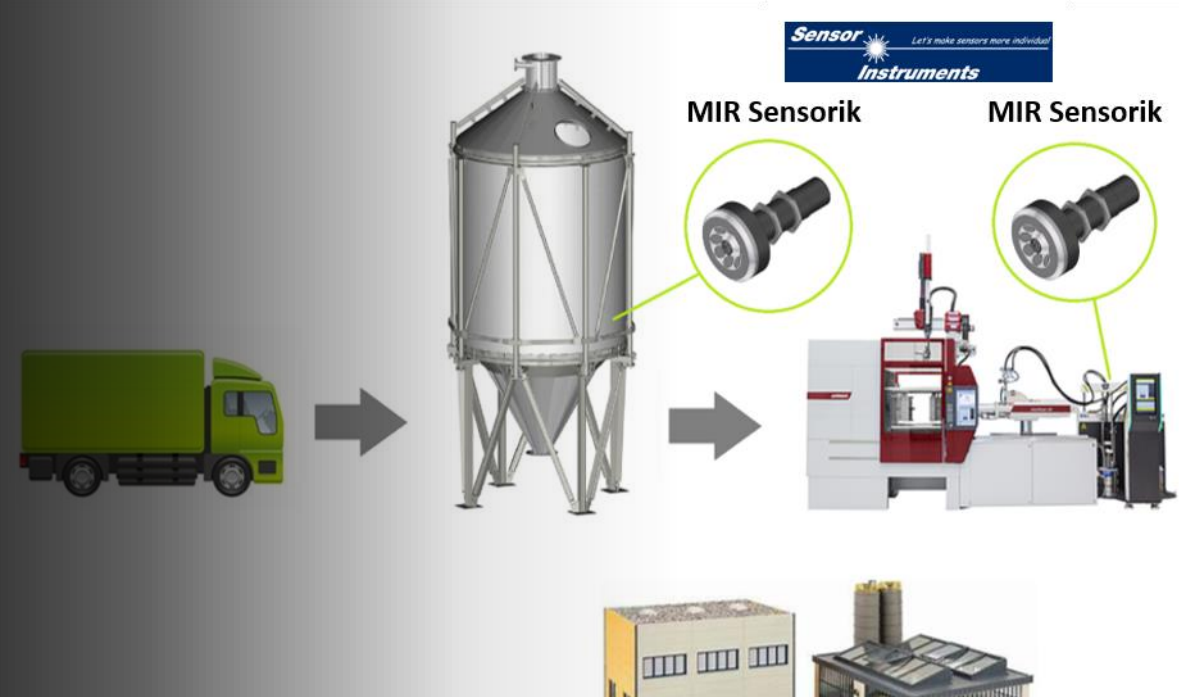 Sensor
Let's make sensors more individual
Instruments
MIR Sensorik
MIR Sensorik